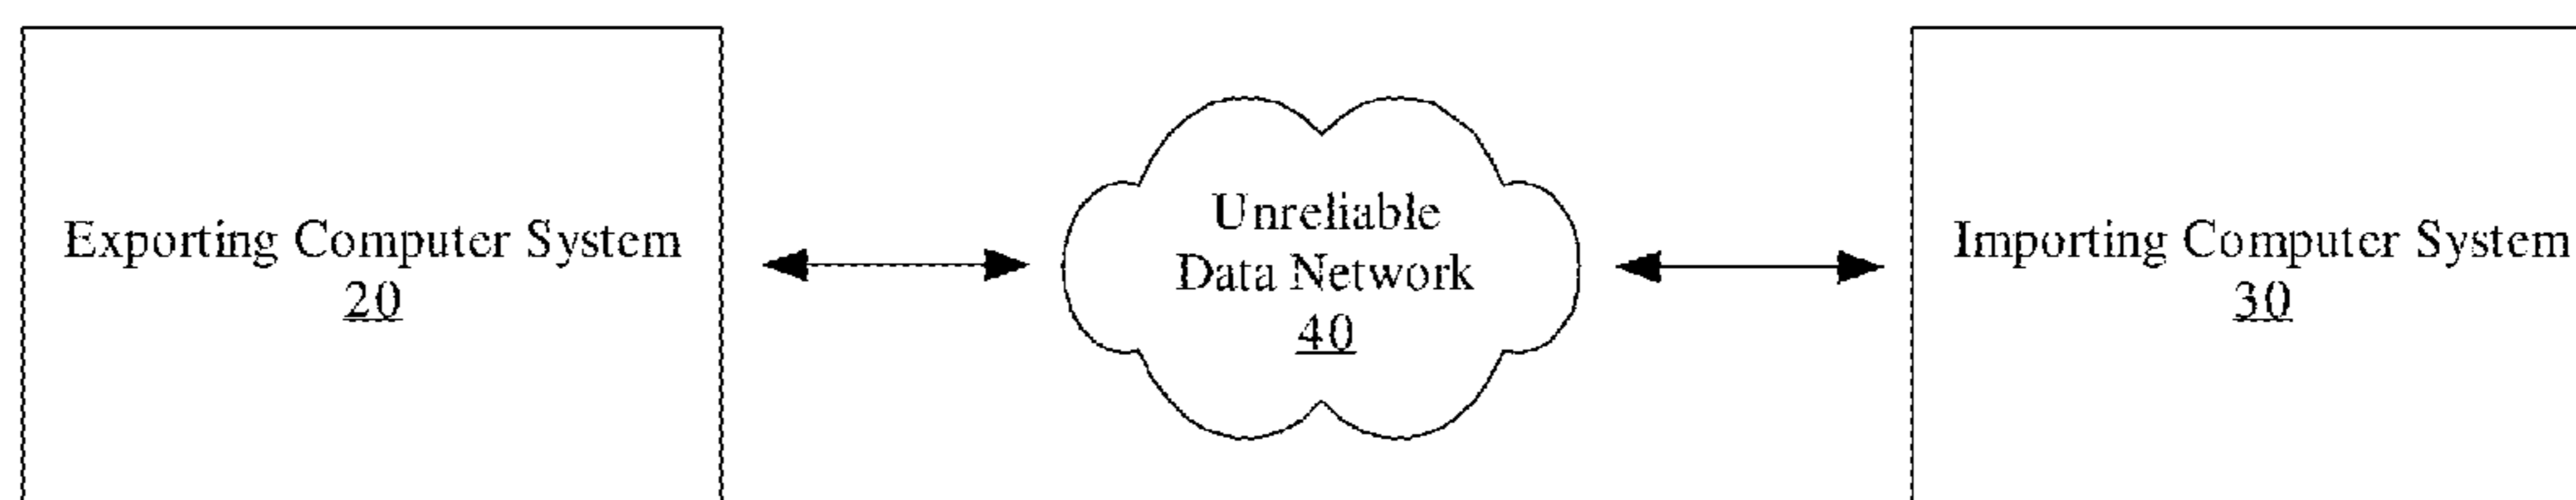 Exporting Computer System
20
Unreliable
Data Network
40
Importing Computer System
30